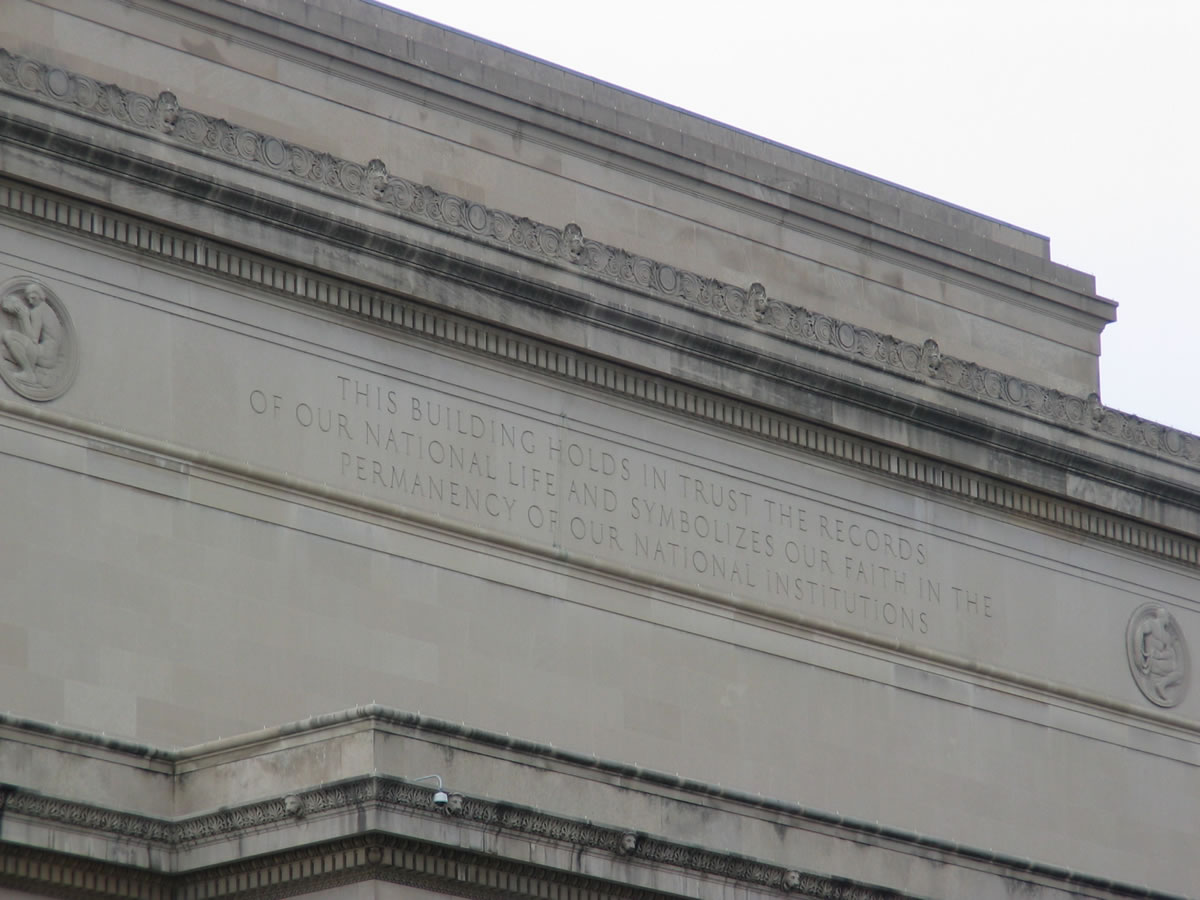 THIS BUILDING HOLDS IN TRUST THE RECORDS
OF OUR NATIONAL LIFE AND SYMBOLIZES OUR FAITH IN THE
PERMANENCY OF OUR NATIONAL INSTITUTIONS